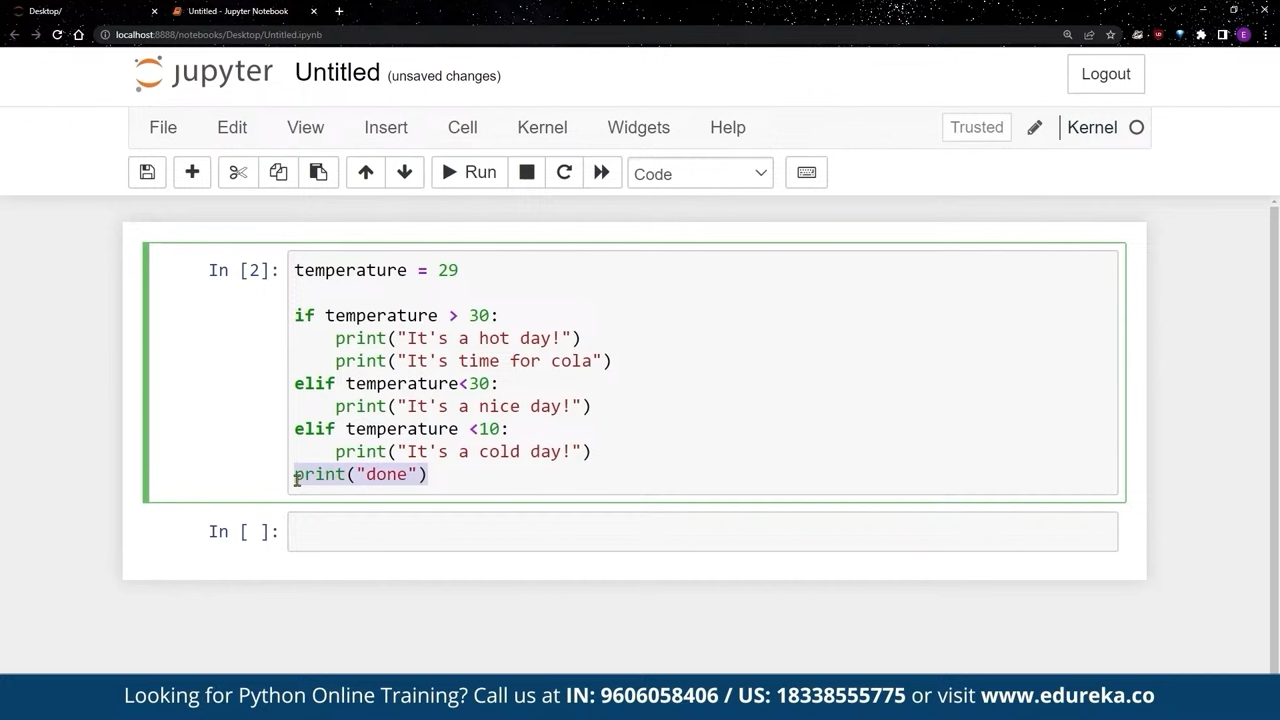 Desktop/
Untitled - Jupyter Notebook
localhost:8888/notebooks/Desktop/Untitled.ipynb
E
jupyter Untitled (unsaved changes)
Logout
File Edit View Insert Cell Kernel Widgets Help
Trusted
Kernel
Run
Code
In [2]:
temperature = 29
if temperature > 30:
    print("It's a hot day!")
    print("It's time for cola")
elif temperature<30:
    print("It's a nice day!")
elif temperature <10:
    print("It's a cold day!")
print("done")
In [ ]:
Looking for Python Online Training? Call us at IN: 9606058406 / US: 18338555775 or visit www.edureka.co